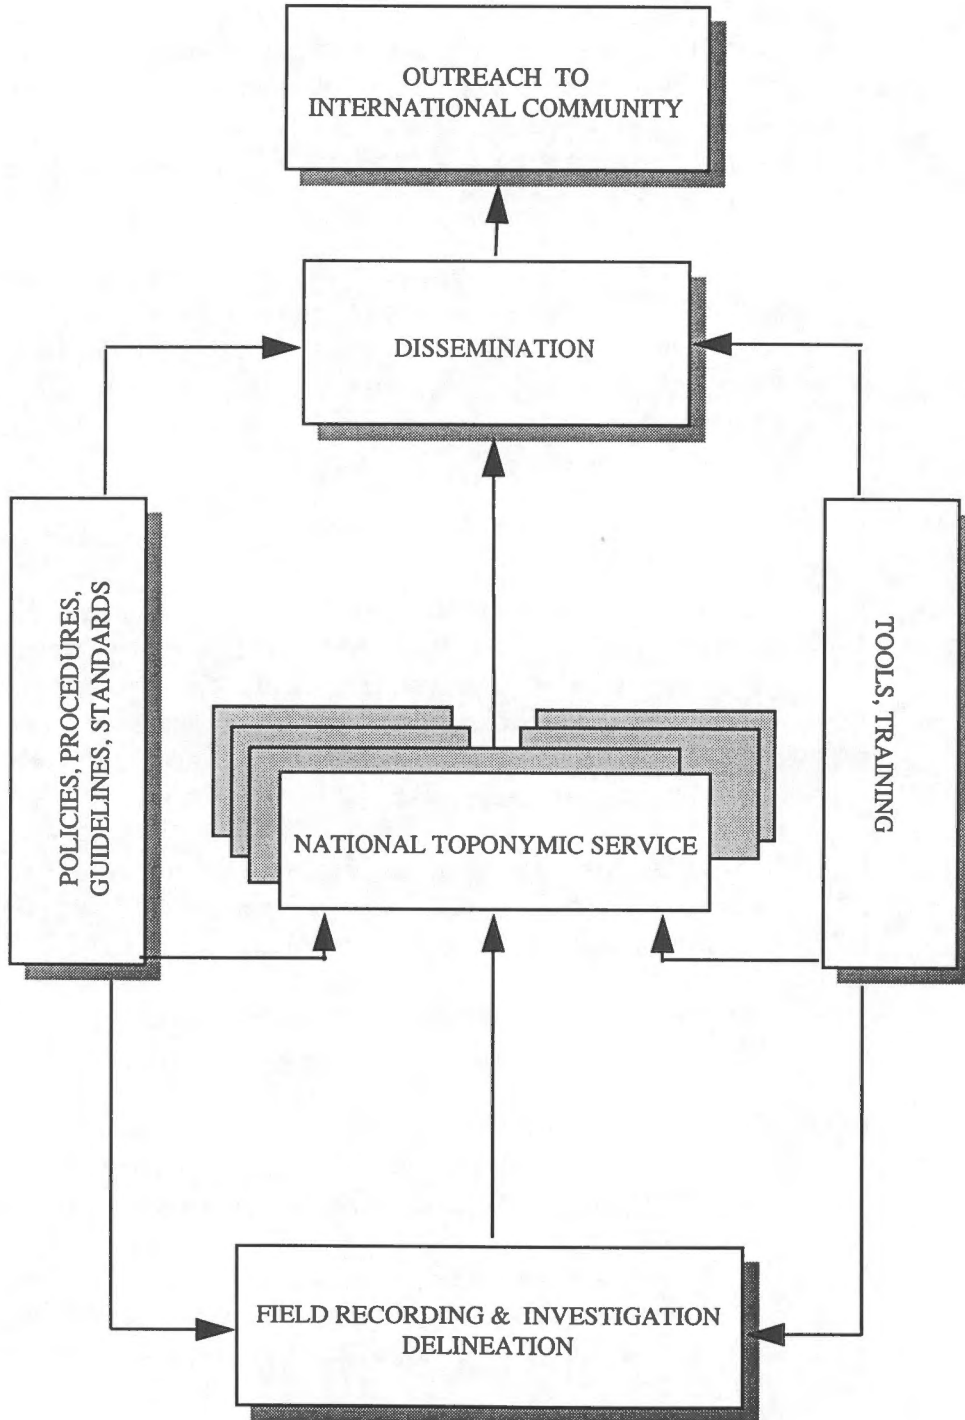 OUTREACH TO
INTERNATIONAL COMMUNITY
DISSEMINATION
POLICIES, PROCEDURES,
GUIDELINES, STANDARDS
TOOLS, TRAINING
NATIONAL TOPONYMIC SERVICE
FIELD RECORDING & INVESTIGATION
DELINEATION